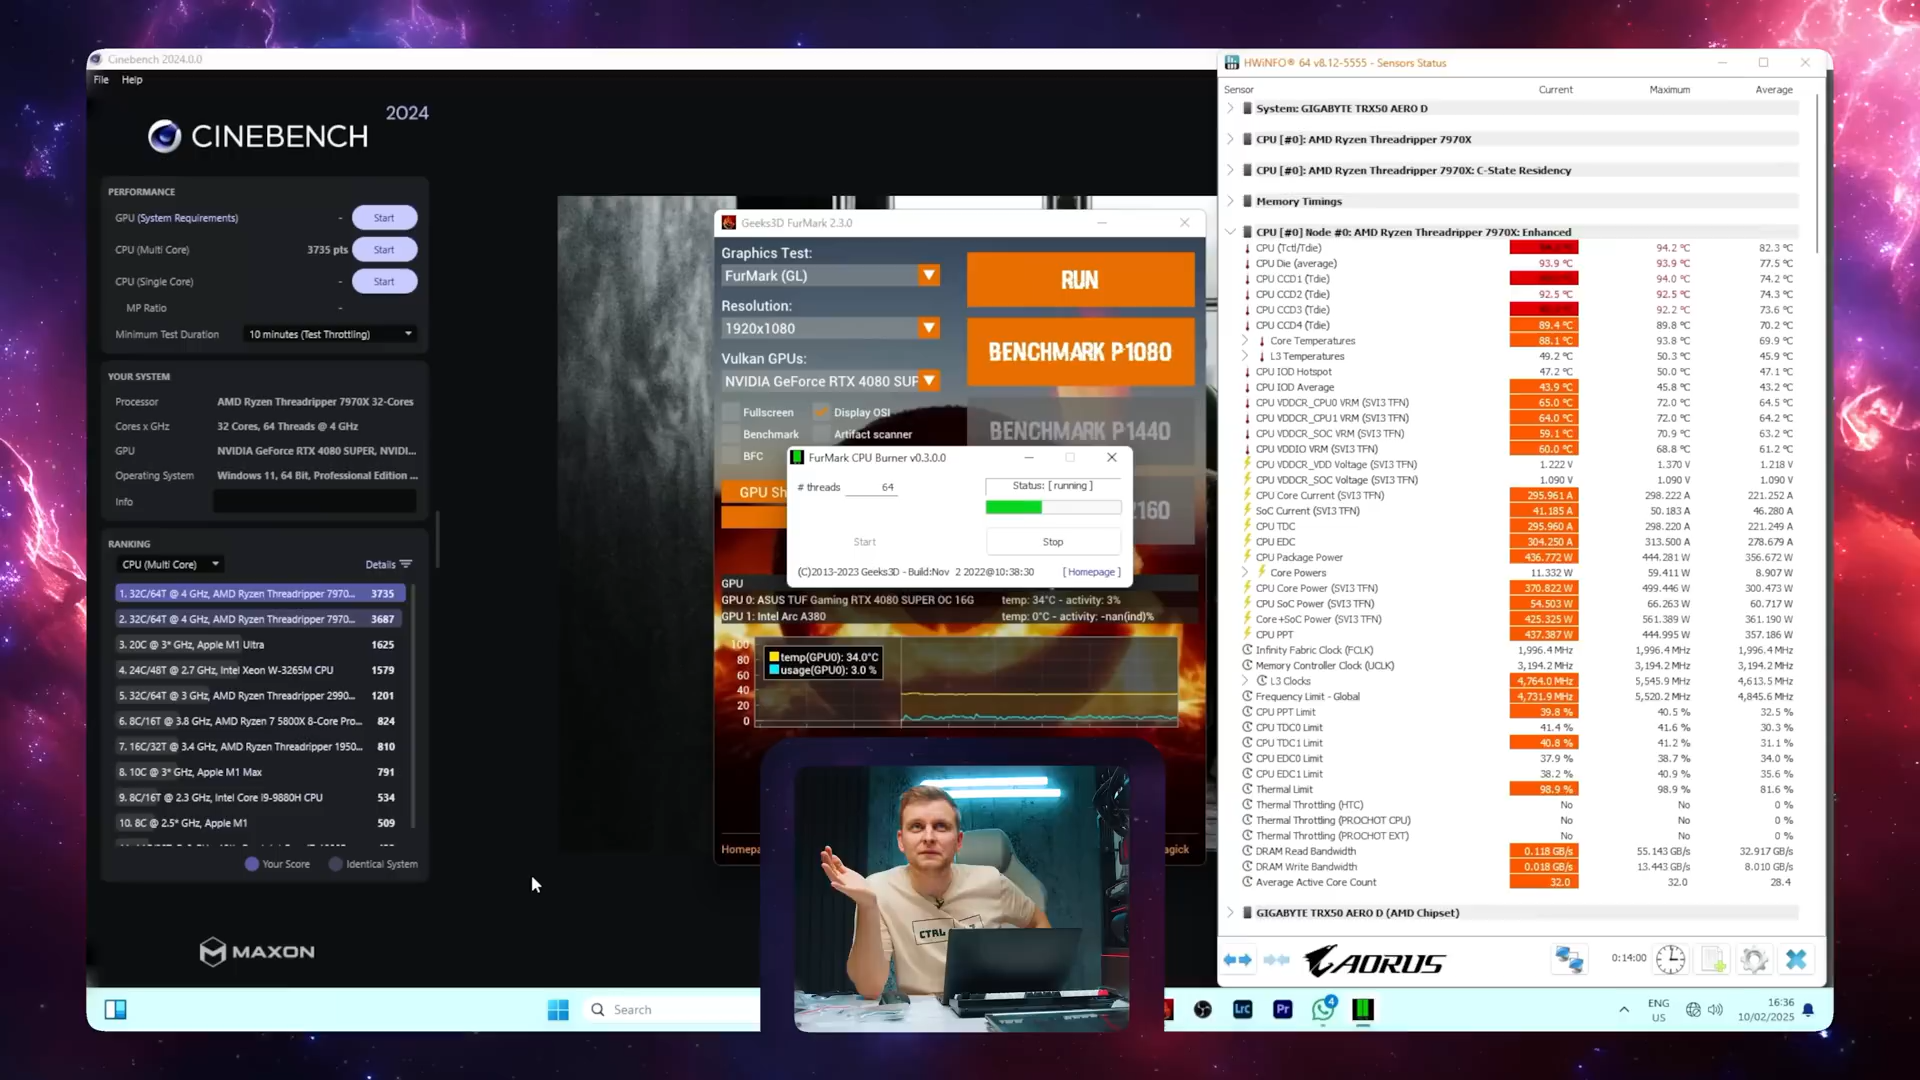 Cinebench 2024.0.0
File Help
2024
CINEBENCH
PERFORMANCE
GPU (System Requirements) - Start
CPU (Multi Core) 3735 pts Start
CPU (Single Core) - Start
MP Ratio -
Minimum Test Duration 10 minutes (Test Throttling)
YOUR SYSTEM
Processor AMD Ryzen Threadripper 7970X 32-Cores
Cores x GHz 32 Cores, 64 Threads @ 4 GHz
GPU NVIDIA GeForce RTX 4080 SUPER, NVIDI...
Operating System Windows 11, 64 Bit, Professional Edition ...
Info
RANKING
CPU (Multi Core) Details
1. 32C/64T @ 4 GHz, AMD Ryzen Threadripper 7970... 3735
2. 32C/64T @ 4 GHz, AMD Ryzen Threadripper 7970... 3687
3. 20C @ 3* GHz, Apple M1 Ultra 1625
4. 24C/48T @ 2.7 GHz, Intel Xeon W-3265M CPU 1579
5. 32C/64T @ 3 GHz, AMD Ryzen Threadripper 2990... 1201
6. 8C/16T @ 3.8 GHz, AMD Ryzen 7 5800X 8-Core Pro... 824
7. 16C/32T @ 3.4 GHz, AMD Ryzen Threadripper 1950... 810
8. 10C @ 3* GHz, Apple M1 Max 791
9. 8C/16T @ 2.3 GHz, Intel Core i9-9880H CPU 534
10. 8C @ 2.5* GHz, Apple M1 509
Your Score Identical System
MAXON
Geeks3D FurMark 2.3.0
Graphics Test:
FurMark (GL)
RUN
Resolution:
1920x1080
BENCHMARK P1080
Vulkan GPUs:
NVIDIA GeForce RTX 4080 SUP
Fullscreen Display OSI
Benchmark Artifact scanner
BENCHMARK P1440
BFC
GPU Sh
2160
FurMark CPU Burner v0.3.0.0
# threads 64
Status: [ running ]
Start Stop
(C)2013-2023 Geeks3D - Build:Nov 2 2022@10:38:30 [ Homepage ]
GPU
GPU 0: ASUS TUF Gaming RTX 4080 SUPER OC 16G temp: 34°C - activity: 3%
GPU 1: Intel Arc A380 temp: 0°C - activity: -nan(ind)%
100
80
60
40
20
0
temp(GPU0): 34.0°C
usage(GPU0): 3.0 %
Homepa
agick
CTRL
HWiNFO® 64 v8.12-5555 - Sensors Status
Sensor Current Maximum Average
System: GIGABYTE TRX50 AERO D
CPU [#0]: AMD Ryzen Threadripper 7970X
CPU [#0]: AMD Ryzen Threadripper 7970X: C-State Residency
Memory Timings
CPU [#0] Node #0: AMD Ryzen Threadripper 7970X: Enhanced
CPU (Tctl/Tdie) 94.2 °C 82.3 °C
CPU Die (average) 93.9 °C 93.9 °C 77.5 °C
CPU CCD1 (Tdie) 94.0 °C 74.2 °C
CPU CCD2 (Tdie) 92.5 °C 92.5 °C 74.3 °C
CPU CCD3 (Tdie) 92.2 °C 73.6 °C
CPU CCD4 (Tdie) 89.4 °C 89.8 °C 70.2 °C
Core Temperatures 88.1 °C 93.8 °C 69.9 °C
L3 Temperatures 49.2 °C 50.3 °C 45.9 °C
CPU IOD Hotspot 47.2 °C 50.0 °C 47.1 °C
CPU IOD Average 43.9 °C 45.8 °C 43.2 °C
CPU VDDCR_CPU0 VRM (SVI3 TFN) 65.0 °C 72.0 °C 64.5 °C
CPU VDDCR_CPU1 VRM (SVI3 TFN) 64.0 °C 72.0 °C 64.2 °C
CPU VDDCR_SOC VRM (SVI3 TFN) 59.1 °C 70.9 °C 63.2 °C
CPU VDDIO VRM (SVI3 TFN) 60.0 °C 68.8 °C 61.2 °C
CPU VDDCR_VDD Voltage (SVI3 TFN) 1.222 V 1.370 V 1.218 V
CPU VDDCR_SOC Voltage (SVI3 TFN) 1.090 V 1.090 V 1.090 V
CPU Core Current (SVI3 TFN) 295.961 A 298.222 A 221.252 A
SoC Current (SVI3 TFN) 41.185 A 50.183 A 46.280 A
CPU TDC 295.960 A 298.220 A 221.249 A
CPU EDC 304.250 A 313.500 A 278.679 A
CPU Package Power 436.772 W 444.281 W 356.672 W
Core Powers 11.332 W 59.411 W 8.907 W
CPU Core Power (SVI3 TFN) 370.822 W 499.446 W 300.473 W
CPU SoC Power (SVI3 TFN) 54.503 W 66.263 W 60.717 W
Core+SoC Power (SVI3 TFN) 425.325 W 561.389 W 361.190 W
CPU PPT 437.387 W 444.995 W 357.186 W
Infinity Fabric Clock (FCLK) 1,996.4 MHz 1,996.4 MHz 1,996.4 MHz
Memory Controller Clock (UCLK) 3,194.2 MHz 3,194.2 MHz 3,194.2 MHz
L3 Clocks 4,764.0 MHz 5,545.9 MHz 4,613.5 MHz
Frequency Limit - Global 4,731.9 MHz 5,520.2 MHz 4,845.6 MHz
CPU PPT Limit 39.8 % 40.5 % 32.5 %
CPU TDC0 Limit 41.4 % 41.6 % 30.3 %
CPU TDC1 Limit 40.8 % 41.2 % 31.1 %
CPU EDC0 Limit 37.9 % 38.7 % 34.0 %
CPU EDC1 Limit 38.2 % 40.9 % 35.6 %
Thermal Limit 98.9 % 98.9 % 81.6 %
Thermal Throttling (HTC) No No 0 %
Thermal Throttling (PROCHOT CPU) No No 0 %
Thermal Throttling (PROCHOT EXT) No No 0 %
DRAM Read Bandwidth 0.118 GB/s 55.143 GB/s 32.917 GB/s
DRAM Write Bandwidth 0.018 GB/s 13.443 GB/s 8.010 GB/s
Average Active Core Count 32.0 32.0 28.4
GIGABYTE TRX50 AERO D (AMD Chipset)
AORUS
0:14:00
Search
Lrc
Pr
4
ENG
US
16:36
10/02/2025